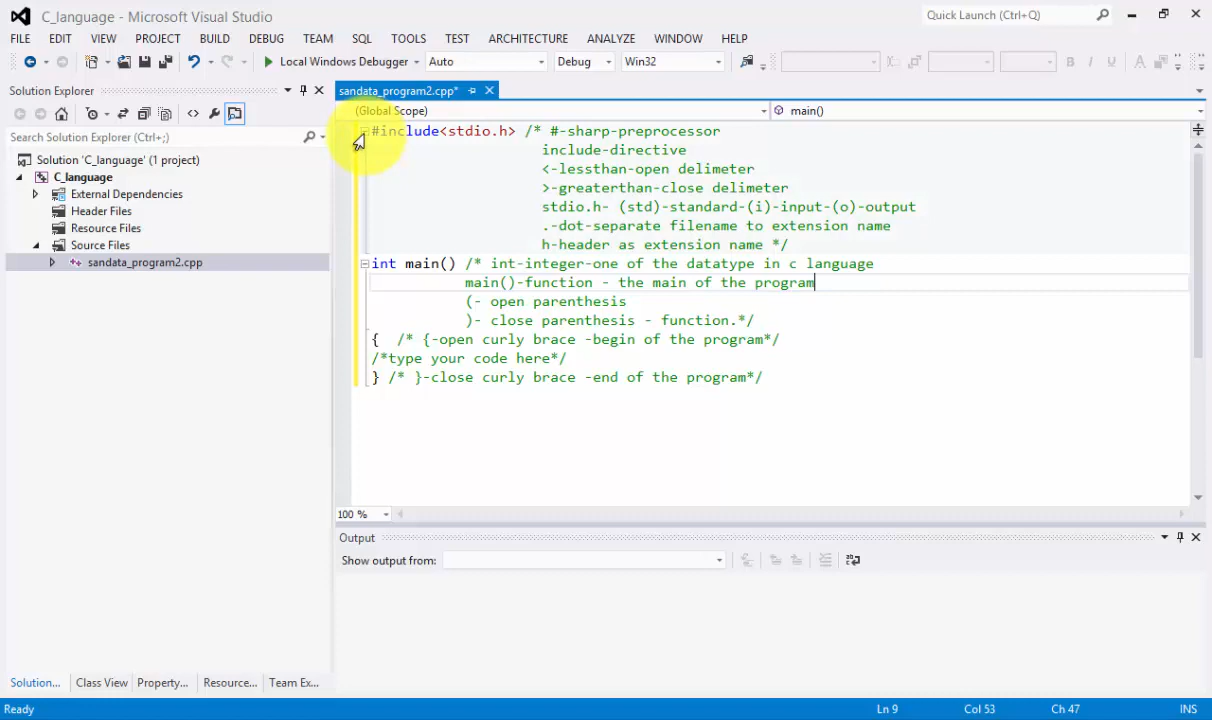 C_language - Microsoft Visual Studio
Quick Launch (Ctrl+Q)
FILE EDIT VIEW PROJECT BUILD DEBUG TEAM SQL TOOLS TEST ARCHITECTURE ANALYZE WINDOW HELP
Local Windows Debugger Auto Debug Win32
Solution Explorer
sandata_program2.cpp*
(Global Scope) main()
Search Solution Explorer (Ctrl+;)
Solution 'C_language' (1 project)
C_language
External Dependencies
Header Files
Resource Files
Source Files
sandata_program2.cpp
#include<stdio.h> /* #-sharp-preprocessor
include-directive
<-lessthan-open delimeter
>-greaterthan-close delimeter
stdio.h- (std)-standard-(i)-input-(o)-output
.-dot-separate filename to extension name
h-header as extension name */
int main() /* int-integer-one of the datatype in c language
main()-function - the main of the program
(- open parenthesis
)- close parenthesis - function.*/
{ /* {-open curly brace -begin of the program*/
/*type your code here*/
} /* }-close curly brace -end of the program*/
100 %
Output
Show output from:
Solution... Class View Property... Resource... Team Ex...
Ready Ln 9 Col 53 Ch 47 INS